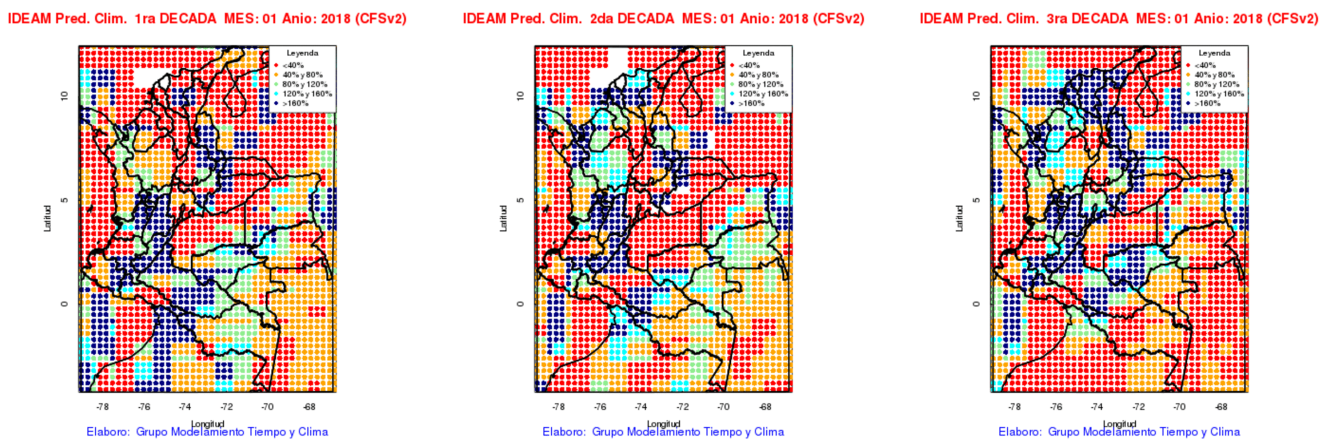 IDEAM Pred. Clim. 1ra DECADA MES: 01 Anio: 2018 (CFSv2)
Leyenda
<40%
40% y 80%
80% y 120%
120% y 160%
>160%
10
5
0
Latitud
-78 -76 -74 -72 -70 -68
Longitud
Elaboro: Grupo Modelamiento Tiempo y Clima
IDEAM Pred. Clim. 2da DECADA MES: 01 Anio: 2018 (CFSv2)
Leyenda
<40%
40% y 80%
80% y 120%
120% y 160%
>160%
10
5
0
Latitud
-78 -76 -74 -72 -70 -68
Longitud
Elaboro: Grupo Modelamiento Tiempo y Clima
IDEAM Pred. Clim. 3ra DECADA MES: 01 Anio: 2018 (CFSv2)
Leyenda
<40%
40% y 80%
80% y 120%
120% y 160%
>160%
10
5
0
Latitud
-78 -76 -74 -72 -70 -68
Longitud
Elaboro: Grupo Modelamiento Tiempo y Clima